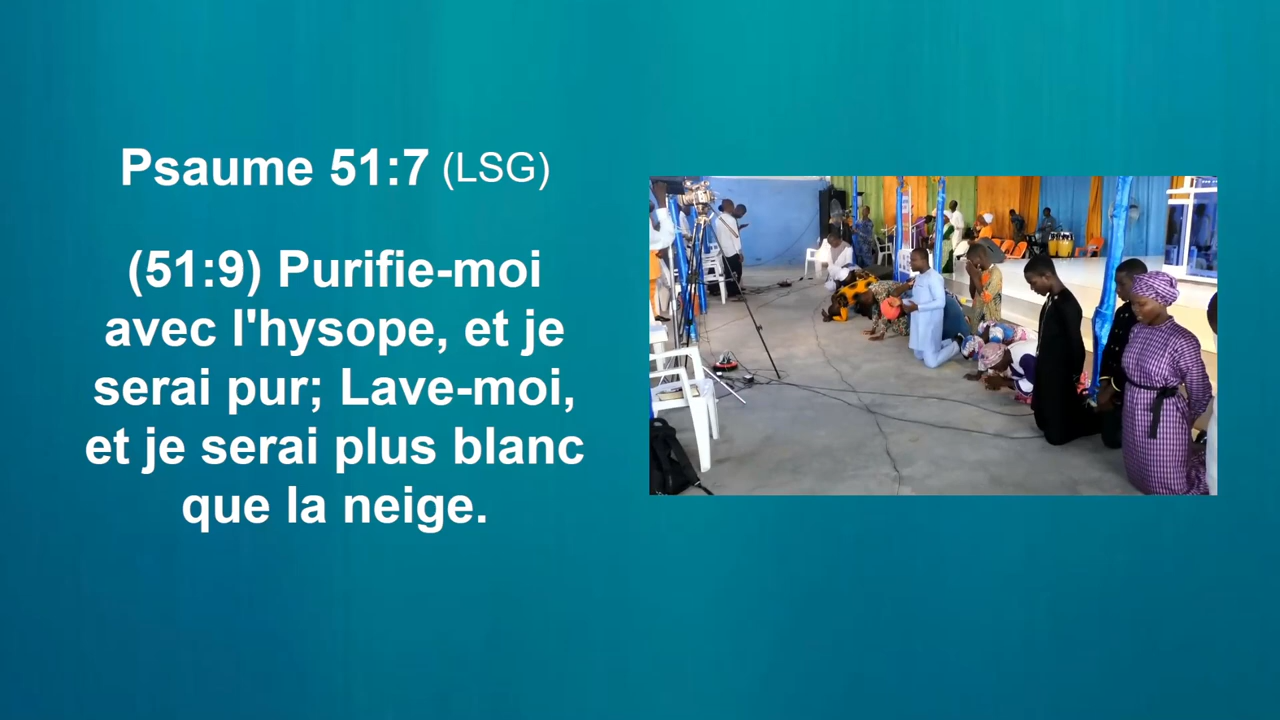 Psaume 51:7 (LSG)
(51:9) Purifie-moi
avec l'hysope, et je
serai pur; Lave-moi,
et je serai plus blanc
que la neige.